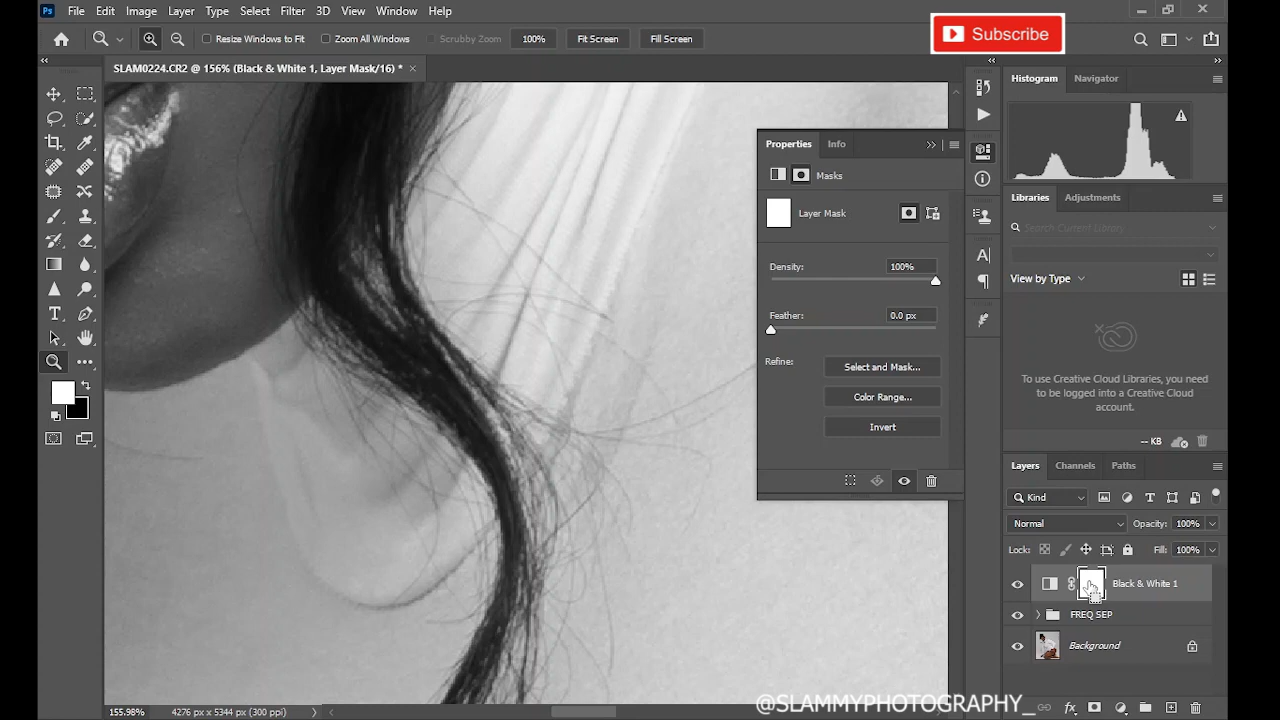 Ps File Edit Image Layer Type Select Filter 3D View Window Help
Subscribe
Resize Windows to Fit Zoom All Windows Scrubby Zoom 100% Fit Screen Fill Screen
SLAM0224.CR2 @ 156% (Black & White 1, Layer Mask/16) * ×
Histogram Navigator
Properties Info
Masks
Layer Mask
Density: 100%
Feather: 0.0 px
Refine: Select and Mask...
Color Range...
Invert
Libraries Adjustments
Search Current Library
View by Type
To use Creative Cloud Libraries, you need
to be logged into a Creative Cloud
account.
-- KB
Layers Channels Paths
Kind
Normal Opacity: 100%
Lock: Fill: 100%
Black & White 1
FREQ SEP
Background
155.98% 4276 px x 5344 px (300 ppi)
@SLAMMYPHOTOGRAPHY_